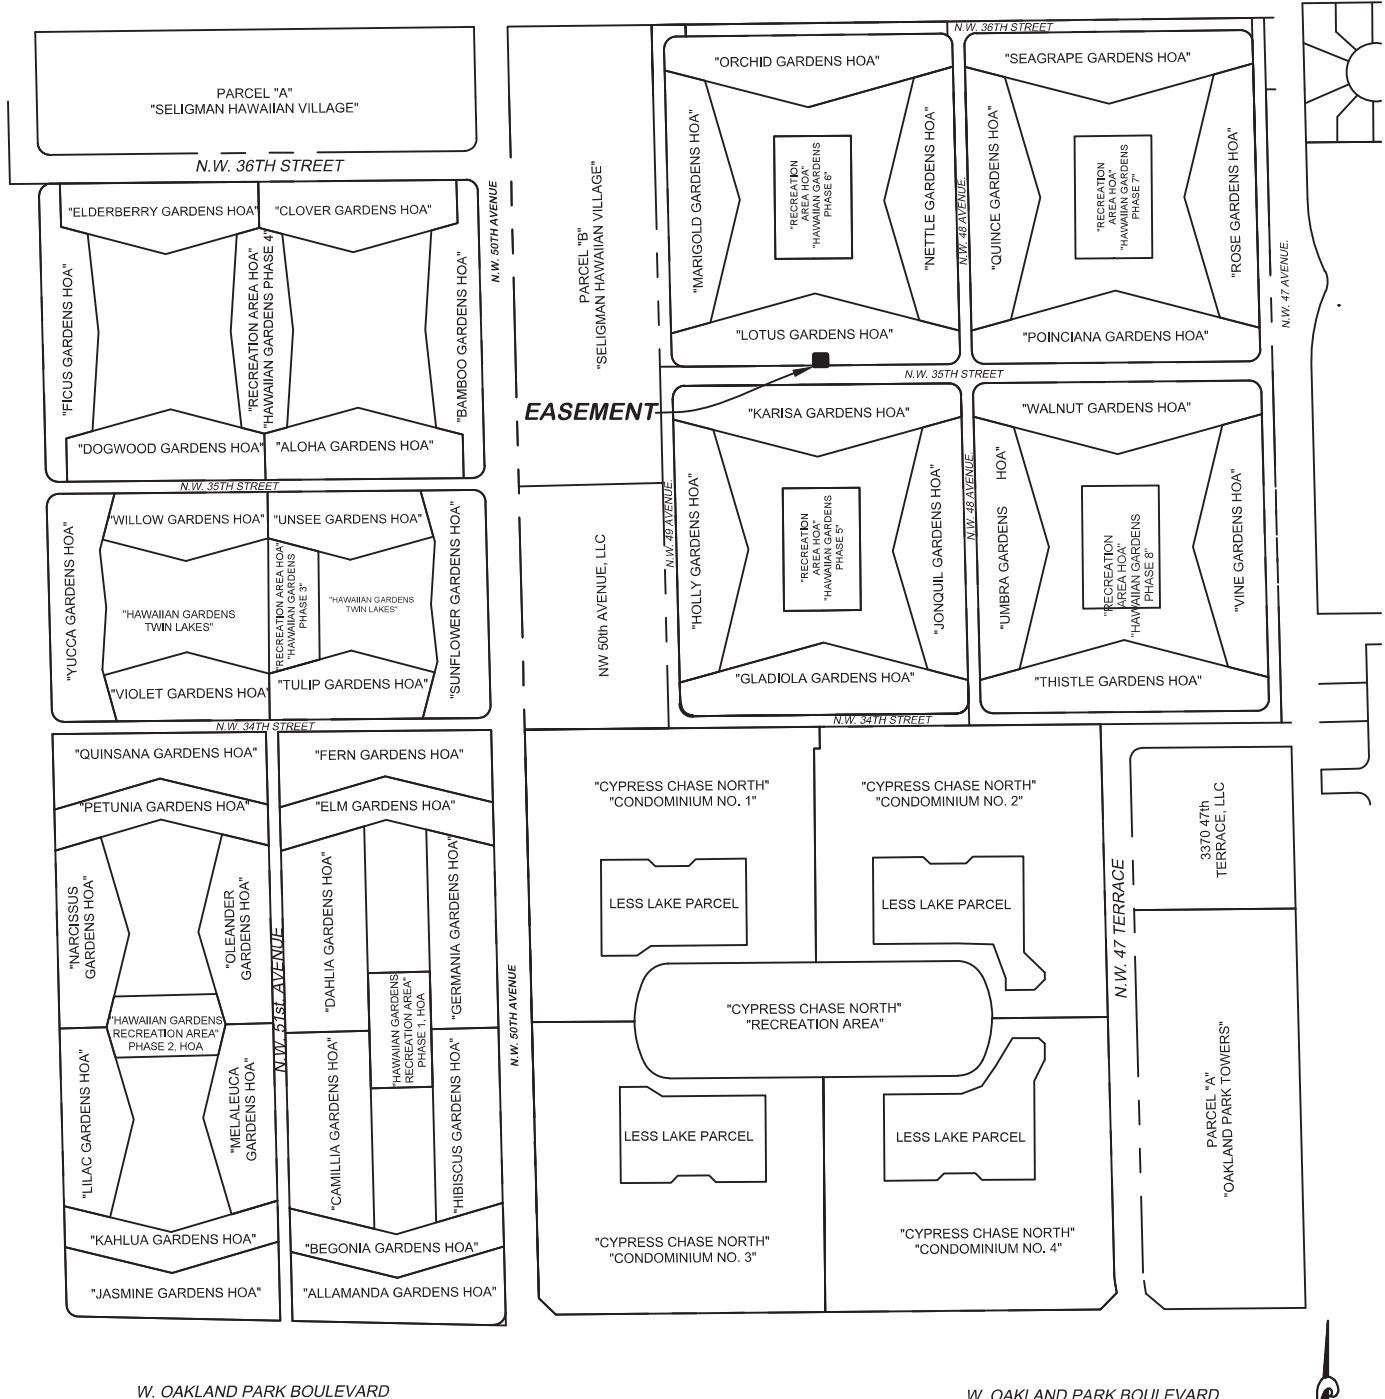 N.W. 36TH STREET
PARCEL "A"
"SELIGMAN HAWAIIAN VILLAGE"
N.W. 36TH STREET
"ORCHID GARDENS HOA"
"SEAGRAPE GARDENS HOA"
"MARIGOLD GARDENS HOA"
"RECREATION
AREA HOA"
"HAWAIIAN GARDENS
PHASE 6"
"NETTLE GARDENS HOA"
N.W. 48 AVENUE.
"QUINCE GARDENS HOA"
"RECREATION
AREA HOA"
"HAWAIIAN GARDENS
PHASE 7"
"ROSE GARDENS HOA"
N.W. 47 AVENUE.
"LOTUS GARDENS HOA"
"POINCIANA GARDENS HOA"
N.W. 35TH STREET
PARCEL "B"
"SELIGMAN HAWAIIAN VILLAGE"
N.W. 50TH AVENUE
"ELDERBERRY GARDENS HOA"
"CLOVER GARDENS HOA"
"FICUS GARDENS HOA"
"RECREATION AREA HOA"
"HAWAIIAN GARDENS PHASE 4"
"BAMBOO GARDENS HOA"
"DOGWOOD GARDENS HOA"
"ALOHA GARDENS HOA"
EASEMENT
N.W. 35TH STREET
"KARISA GARDENS HOA"
"WALNUT GARDENS HOA"
N.W. 49 AVENUE.
"HOLLY GARDENS HOA"
"RECREATION
AREA HOA"
"HAWAIIAN GARDENS
PHASE 5"
"JONQUIL GARDENS HOA"
N.W. 48 AVENUE.
"UMBRA GARDENS HOA"
"RECREATION
AREA HOA"
"HAWAIIAN GARDENS
PHASE 8"
"VINE GARDENS HOA"
"GLADIOLA GARDENS HOA"
"THISTLE GARDENS HOA"
N.W. 34TH STREET
NW 50th AVENUE, LLC
"YUCCA GARDENS HOA"
"WILLOW GARDENS HOA"
"UNSEE GARDENS HOA"
"SUNFLOWER GARDENS HOA"
"HAWAIIAN GARDENS
TWIN LAKES"
"RECREATION AREA HOA"
"HAWAIIAN GARDENS
PHASE 3"
"HAWAIIAN GARDENS
TWIN LAKES"
"VIOLET GARDENS HOA"
"TULIP GARDENS HOA"
N.W. 34TH STREET
"QUINSANA GARDENS HOA"
"FERN GARDENS HOA"
"PETUNIA GARDENS HOA"
"ELM GARDENS HOA"
"NARCISSUS
GARDENS HOA"
"OLEANDER
GARDENS HOA"
N.W. 51st. AVENUE
"DAHLIA GARDENS HOA"
"GERMANIA GARDENS HOA"
"HAWAIIAN GARDENS
RECREATION AREA"
PHASE 2, HOA
"HAWAIIAN GARDENS
RECREATION AREA"
PHASE 1, HOA
N.W. 50TH AVENUE
"LILAC GARDENS HOA"
"MELALEUCA
GARDENS HOA"
"CAMILLIA GARDENS HOA"
"HIBISCUS GARDENS HOA"
"KAHLUA GARDENS HOA"
"BEGONIA GARDENS HOA"
"JASMINE GARDENS HOA"
"ALLAMANDA GARDENS HOA"
"CYPRESS CHASE NORTH"
"CONDOMINIUM NO. 1"
"CYPRESS CHASE NORTH"
"CONDOMINIUM NO. 2"
LESS LAKE PARCEL
LESS LAKE PARCEL
"CYPRESS CHASE NORTH"
"RECREATION AREA"
LESS LAKE PARCEL
LESS LAKE PARCEL
"CYPRESS CHASE NORTH"
"CONDOMINIUM NO. 3"
"CYPRESS CHASE NORTH"
"CONDOMINIUM NO. 4"
N.W. 47 TERRACE
3370 47th
TERRACE, LLC
PARCEL "A"
"OAKLAND PARK TOWERS"
W. OAKLAND PARK BOULEVARD
W. OAKLAND PARK BOULEVARD